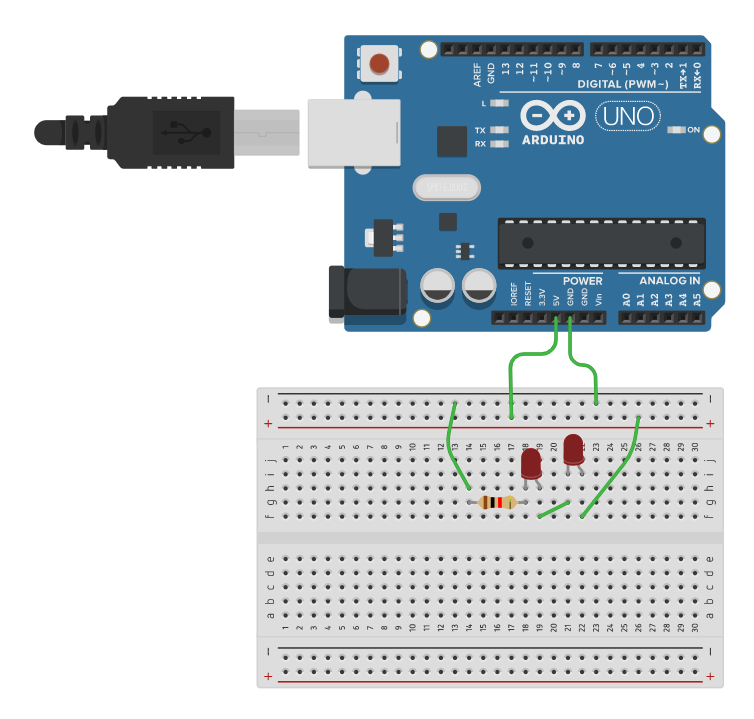 AREF
GND
13
12
~11
~10
~9
8
7
~6
~5
4
~3
2
TX→1
RX←0
DIGITAL (PWM~)
L
TX
RX
ARDUINO
UNO
ON
IOREF
RESET
3.3V
5V
GND
GND
Vin
POWER
ANALOG IN
A0
A1
A2
A3
A4
A5
1 2 3 4 5 6 7 8 9 10 11 12 13 14 15 16 17 18 19 20 21 22 23 24 25 26 27 28 29 30
j j
i i
h h
g g
f f
e e
d d
c c
b b
a a
1 2 3 4 5 6 7 8 9 10 11 12 13 14 15 16 17 18 19 20 21 22 23 24 25 26 27 28 29 30